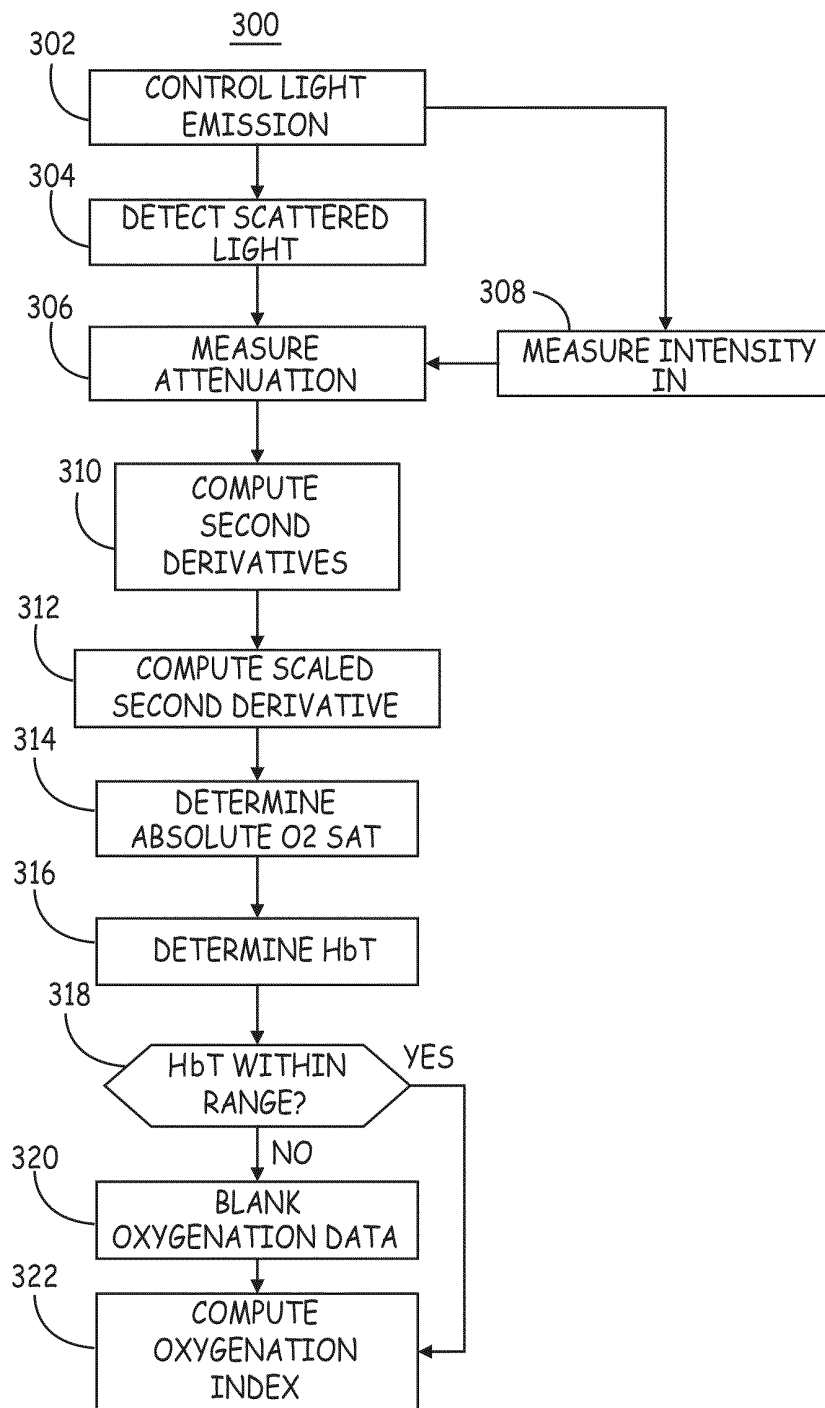 300
302
CONTROL LIGHT
EMISSION
304
DETECT SCATTERED
LIGHT
306
MEASURE
ATTENUATION
308
MEASURE INTENSITY
IN
310
COMPUTE
SECOND
DERIVATIVES
312
COMPUTE SCALED
SECOND DERIVATIVE
314
DETERMINE
ABSOLUTE O2 SAT
316
DETERMINE HbT
318
HbT WITHIN
RANGE?
YES
NO
320
BLANK
OXYGENATION DATA
322
COMPUTE
OXYGENATION
INDEX